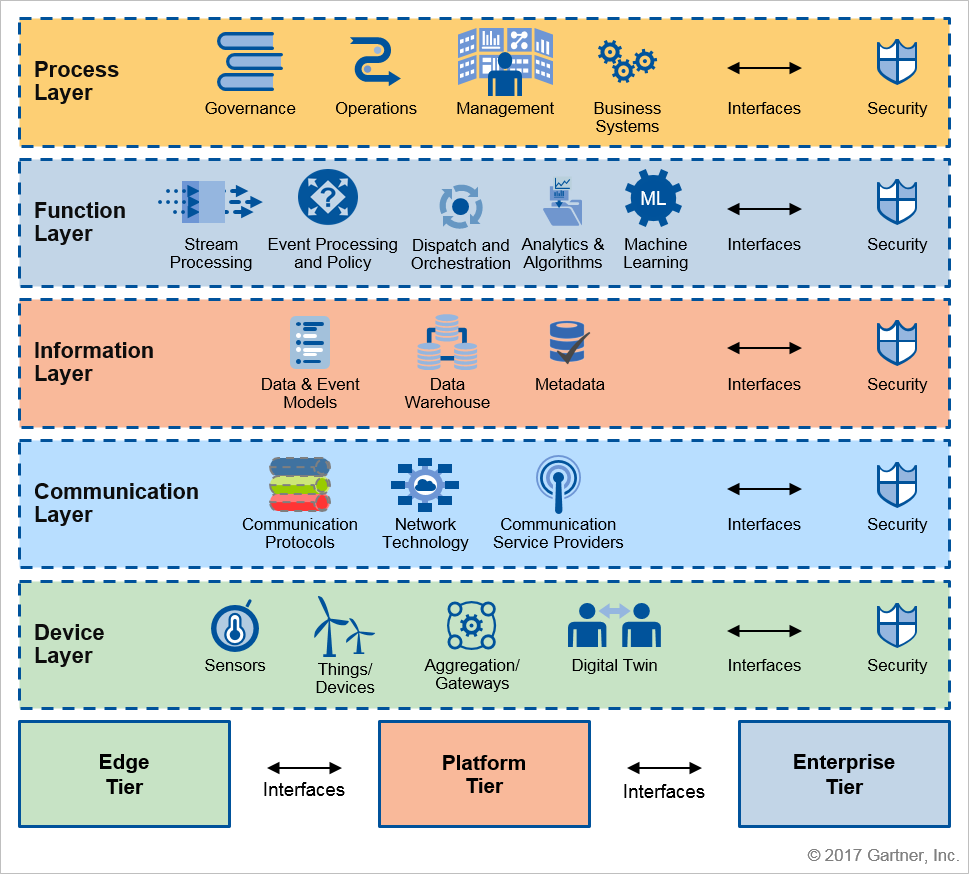 Process
Layer
Governance
Operations
Management
Business
Systems
Interfaces
Security
Function
Layer
Stream
Processing
?
Event Processing
and Policy
Dispatch and
Orchestration
Analytics &
Algorithms
ML
Machine
Learning
Interfaces
Security
Information
Layer
Data & Event
Models
Data
Warehouse
Metadata
Interfaces
Security
Communication
Layer
Communication
Protocols
Network
Technology
Communication
Service Providers
Interfaces
Security
Device
Layer
Sensors
Things/
Devices
Aggregation/
Gateways
Digital Twin
Interfaces
Security
Edge
Tier
Interfaces
Platform
Tier
Interfaces
Enterprise
Tier
© 2017 Gartner, Inc.